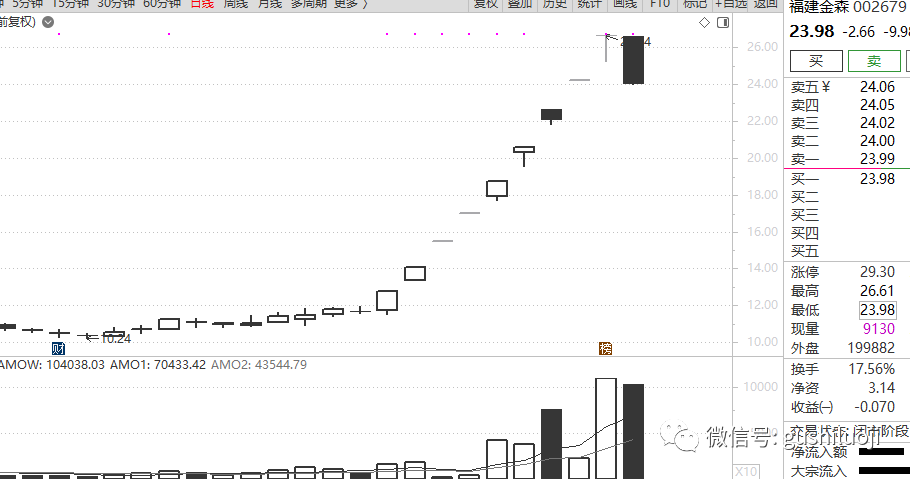 5分钟 15分钟 30分钟 60分钟 日线 周线 月线 多周期 更多 〉 复权 叠加 历史 统计 画线 F10 标记 +自选 返回
前复权)
福建金森 002679
23.98 -2.66 -9.98
买 卖
卖五¥ 24.06
卖四 24.05
卖三 24.02
卖二 24.00
卖一 23.99
买一 23.98
买二
买三
买四
买五
涨停 29.30
最高 26.61
最低 23.98
现量 9130
外盘 199882
换手 17.56%
净资 3.14
收益㈠ -0.070
交易状态: 闭市阶段
净流入额
大宗流入
26.00
24.00
22.00
20.00
18.00
16.00
14.00
12.00
10.00
10.24
财
榜
AMOW: 104038.03 AMO1: 70433.42 AMO2: 43544.79
10000
X10
微信号: gushituoji